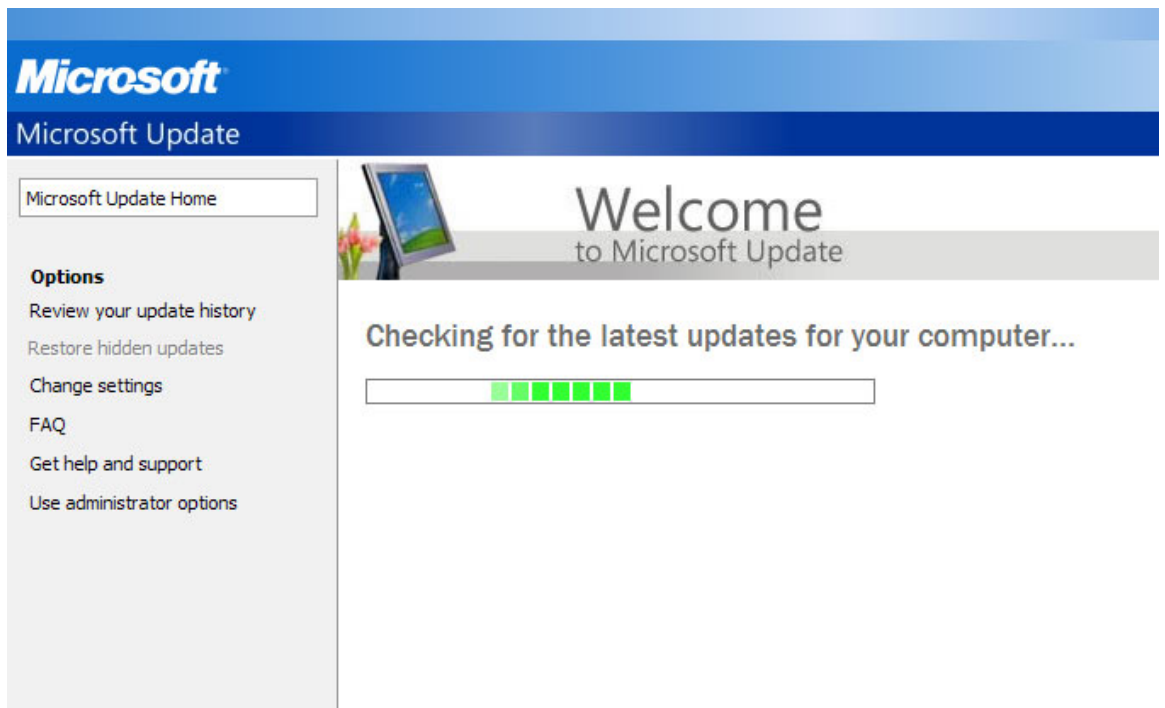 Microsoft
Microsoft Update
Microsoft Update Home
Options
Review your update history
Restore hidden updates
Change settings
FAQ
Get help and support
Use administrator options
Welcome
to Microsoft Update
Checking for the latest updates for your computer...